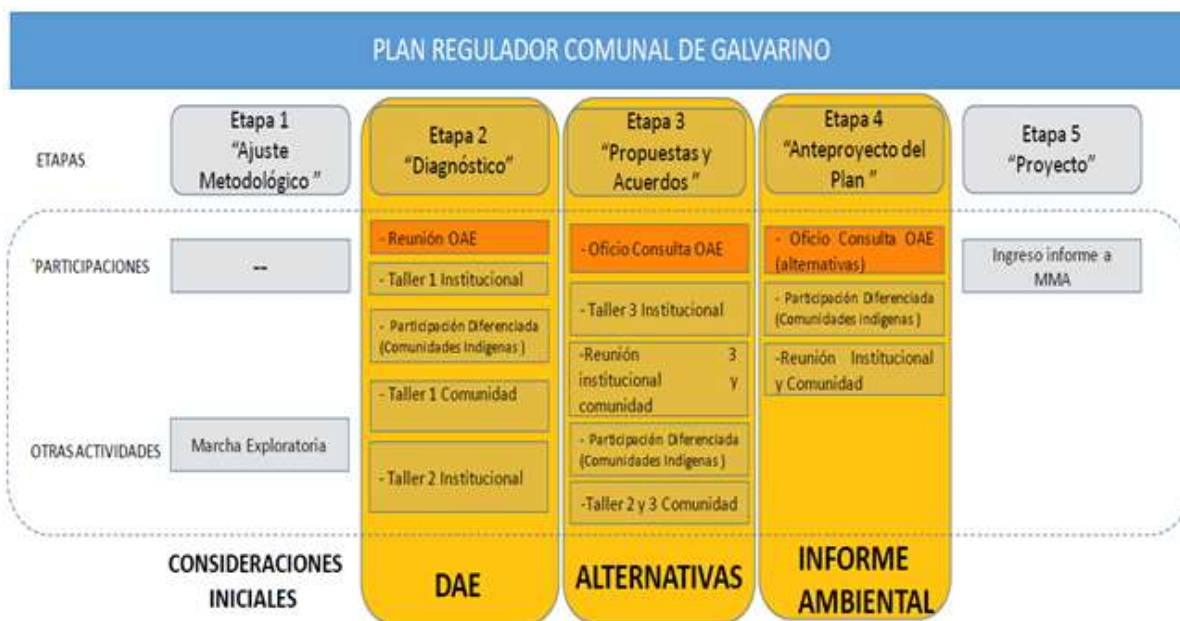 PLAN REGULADOR COMUNAL DE GALVARINO
ETAPAS
Etapa 1
"Ajuste
Metodológico "
Etapa 2
"Diagnóstico"
Etapa 3
"Propuestas y
Acuerdos "
Etapa 4
"Anteproyecto del
Plan "
Etapa 5
"Proyecto"
PARTICIPACIONES
--
- Reunión OAE
- Taller 1 Institucional
- Participación Diferenciada
(Comunidades Indígenas )
- Taller 1 Comunidad
- Taller 2 Institucional
- Oficio Consulta OAE
- Taller 3 Institucional
-Reunión 3
institucional y
comunidad
- Participación Diferenciada
(Comunidades Indígenas )
-Taller 2 y 3 Comunidad
- Oficio Consulta OAE
(alternativas)
- Participación Diferenciada
(Comunidades indígenas )
-Reunión Institucional
y Comunidad
Ingreso informe a
MMA
OTRAS ACTIVIDADES
Marcha Exploratoria
CONSIDERACIONES
INICIALES
DAE
ALTERNATIVAS
INFORME
AMBIENTAL